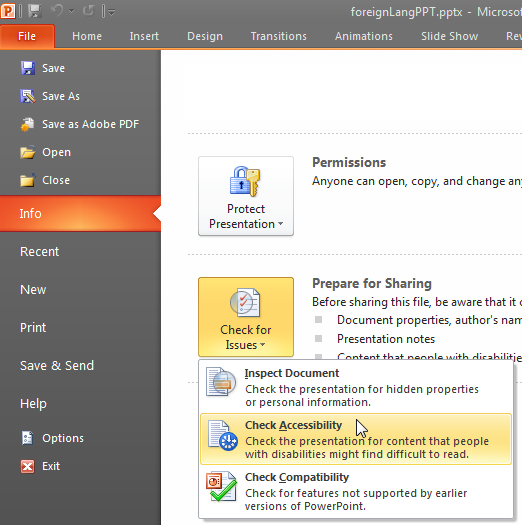 foreignLangPPT.pptx - Microsoft
File Home Insert Design Transitions Animations Slide Show Rev
Save
Save As
Save as Adobe PDF
Open
Close
Info
Recent
New
Print
Save & Send
Help
Options
Exit
Protect
Presentation
Permissions
Anyone can open, copy, and change any
Check for
Issues
Prepare for Sharing
Before sharing this file, be aware that it c
Document properties, author's nam
Presentation notes
Content that people with disabilities
Inspect Document
Check the presentation for hidden properties
or personal information.
Check Accessibility
Check the presentation for content that people
with disabilities might find difficult to read.
Check Compatibility
Check for features not supported by earlier
versions of PowerPoint.